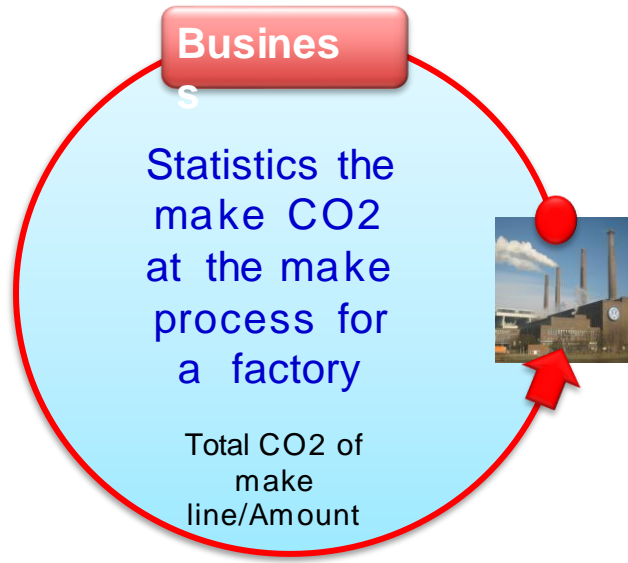 Busines
s
Statistics the
make CO2
at the make
process for
a factory
Total CO2 of
make
line/Amount